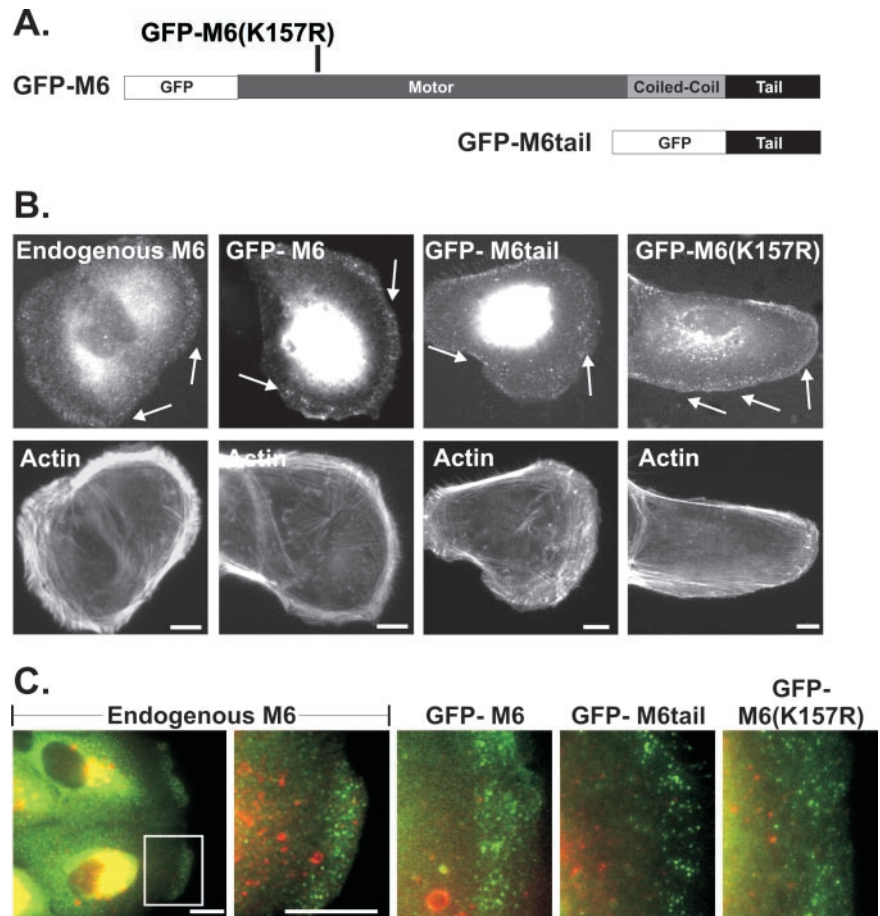 A.
GFP-M6(K157R)
GFP-M6 GFP Motor Coiled-Coil Tail
GFP-M6tail GFP Tail
B.
Endogenous M6 GFP- M6 GFP- M6tail GFP-M6(K157R)
Actin Actin Actin Actin
C.
Endogenous M6 GFP- M6 GFP- M6tail GFP-
M6(K157R)